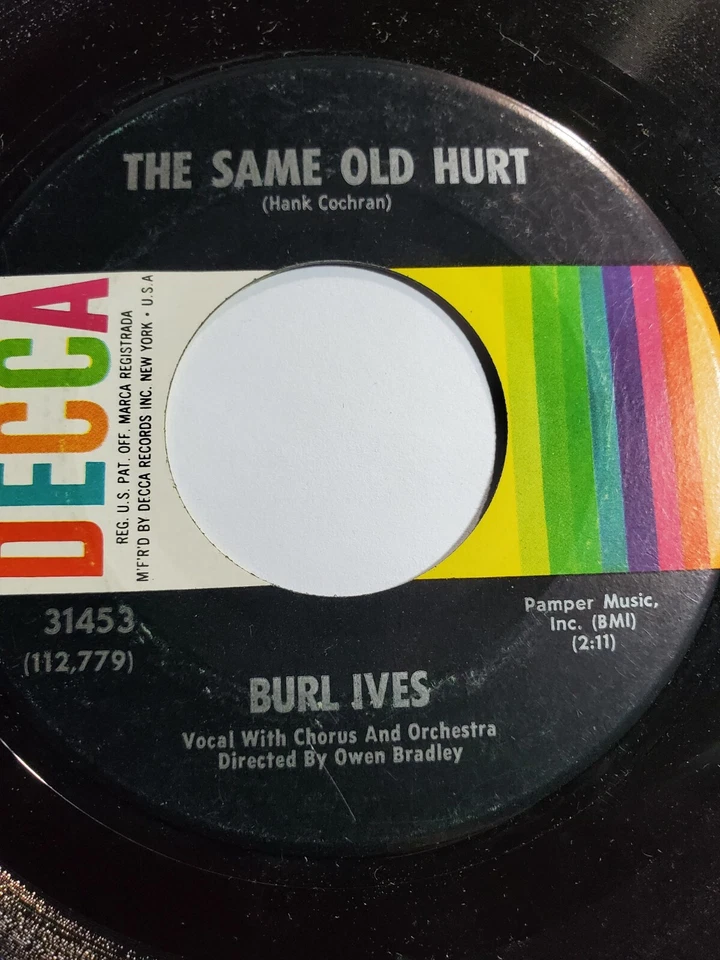 THE SAME OLD HURT
(Hank Cochran)
DECCA
REG. U.S. PAT. OFF. MARCA REGISTRADA
M'F'R'D BY DECCA RECORDS INC. NEW YORK • U.S.A
31453
(112,779)
Pamper Music,
Inc. (BMI)
(2:11)
BURL IVES
Vocal With Chorus And Orchestra
Directed By Owen Bradley